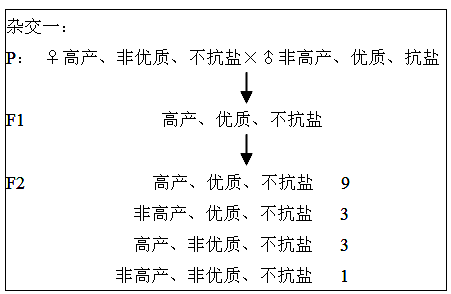 杂交一：
P： ♀高产、非优质、不抗盐×♂非高产、优质、抗盐
F1 高产、优质、不抗盐
F2 高产、优质、不抗盐 9
非高产、优质、不抗盐 3
高产、非优质、不抗盐 3
非高产、非优质、不抗盐 1